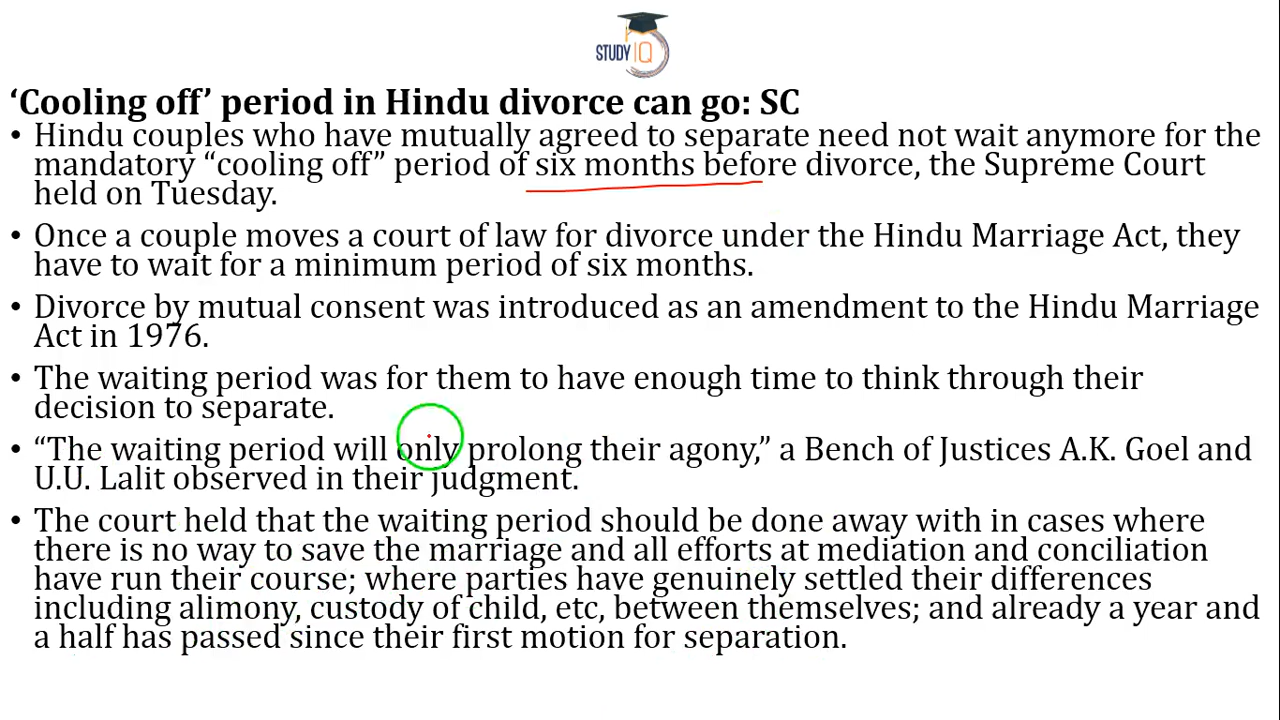 STUDY IQ
‘Cooling off’ period in Hindu divorce can go: SC
• Hindu couples who have mutually agreed to separate need not wait anymore for the
mandatory “cooling off” period of six months before divorce, the Supreme Court
held on Tuesday.
• Once a couple moves a court of law for divorce under the Hindu Marriage Act, they
have to wait for a minimum period of six months.
• Divorce by mutual consent was introduced as an amendment to the Hindu Marriage
Act in 1976.
• The waiting period was for them to have enough time to think through their
decision to separate.
• “The waiting period will only prolong their agony,” a Bench of Justices A.K. Goel and
U.U. Lalit observed in their judgment.
• The court held that the waiting period should be done away with in cases where
there is no way to save the marriage and all efforts at mediation and conciliation
have run their course; where parties have genuinely settled their differences
including alimony, custody of child, etc, between themselves; and already a year and
a half has passed since their first motion for separation.